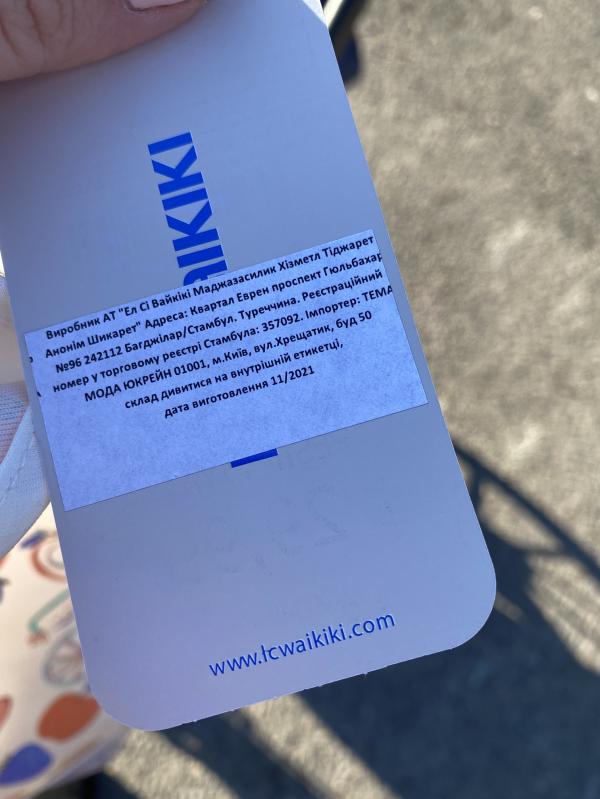 AIKIKI
Виробник АТ "Ел Сі Вайкікі Маджазасилик Хізметл Тіджарет
Анонім Шикарет" Адреса: Квартал Еврен проспект Гюльбахар
№96 242112 Багджілар/Стамбул. Туреччина. Реєстраційний
номер у торговому реєстрі Стамбула: 357092. Імпортер: ТЕМА
МОДА ЮКРЕЙН 01001, м.Київ, вул.Хрещатик, буд 50
склад дивитися на внутрішній етикетці,
дата виготовлення 11/2021
www.lcwaikiki.com